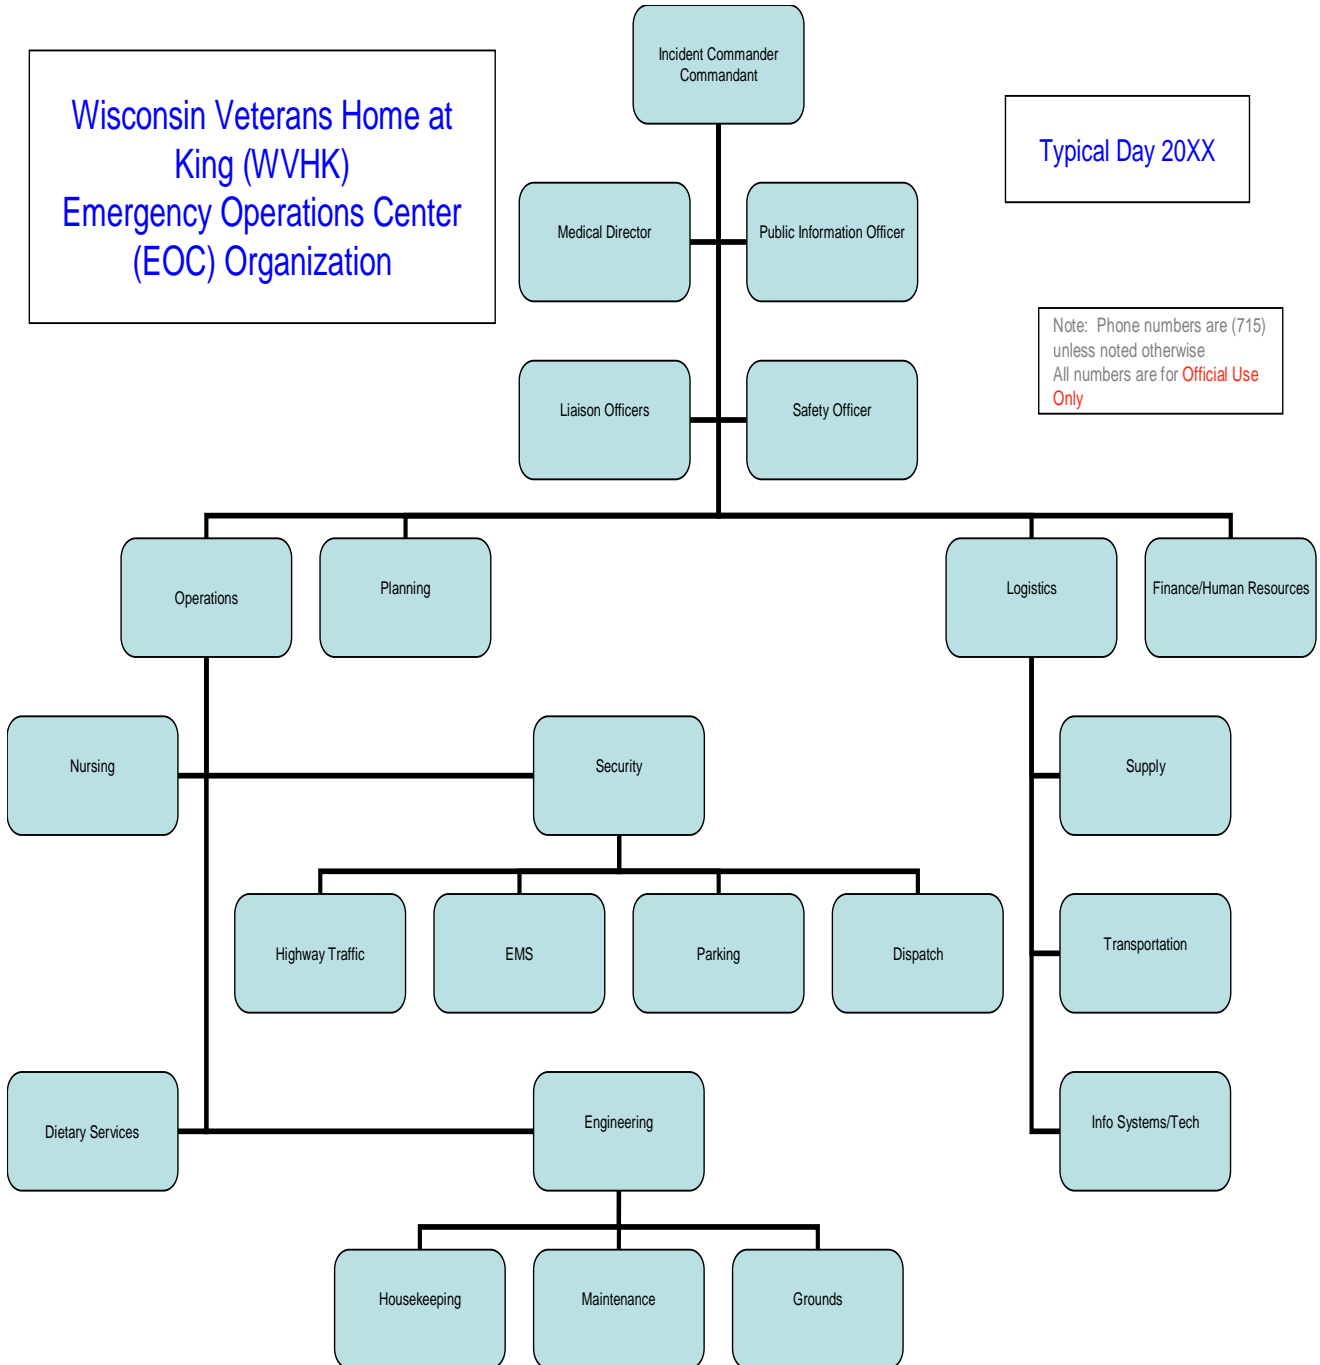 Incident Commander
Commandant
Wisconsin Veterans Home at
King (WVHK)
Emergency Operations Center
(EOC) Organization
Typical Day 20XX
Medical Director
Public Information Officer
Note: Phone numbers are (715)
unless noted otherwise
All numbers are for Official Use
Only
Liaison Officers
Safety Officer
Operations
Planning
Logistics
Finance/Human Resources
Nursing
Security
Supply
Highway Traffic
EMS
Parking
Dispatch
Transportation
Dietary Services
Engineering
Info Systems/Tech
Housekeeping
Maintenance
Grounds